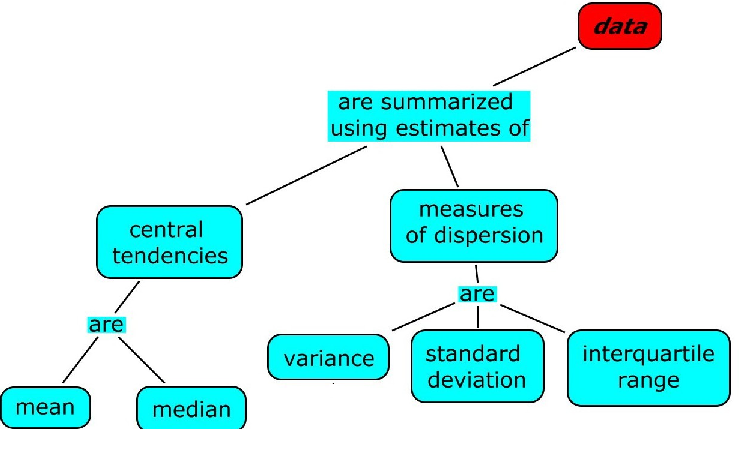 data
are summarized
using estimates of
central
tendencies
measures
of dispersion
are
are
mean
median
variance
standard
deviation
interquartile
range